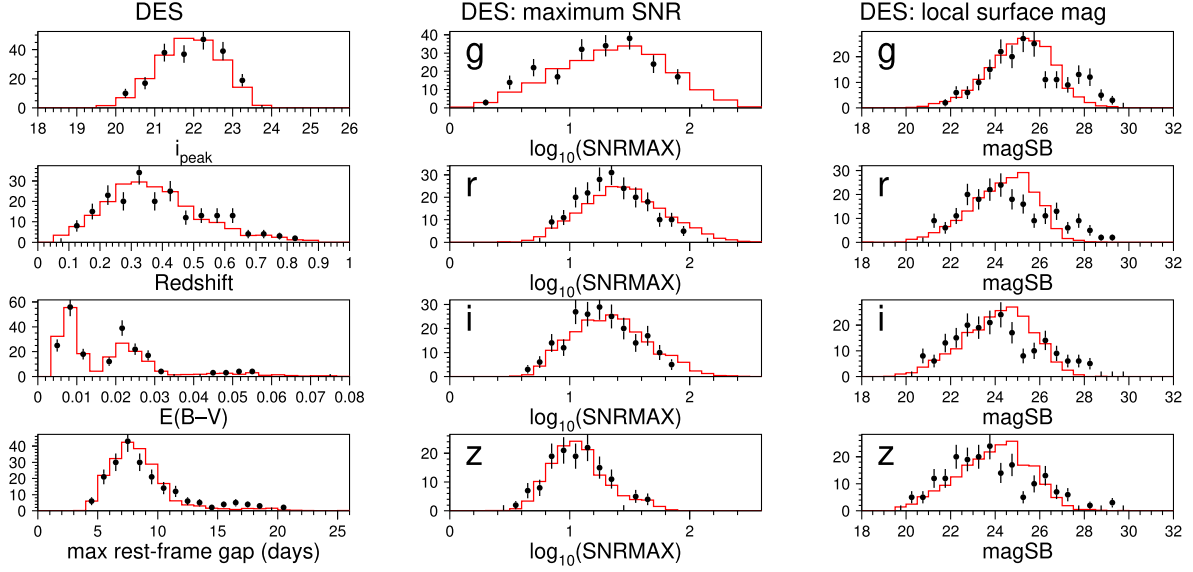 DES
DES: maximum SNR
DES: local surface mag
40
20
0
18 20 21 22 23 24 25 26
i_peak
40
30
20
10
0
g
0 1 2
log10(SNRMAX)
20
10
0
g
18 20 22 24 26 28 30 32
magSB
30
20
10
0
0 0.1 0.2 0.3 0.4 0.5 0.6 0.7 0.8 0.9 1
Redshift
30
20
10
0
r
0 1 2
log10(SNRMAX)
30
20
10
0
r
18 20 22 24 26 28 30 32
magSB
60
40
20
0
0 0.01 0.02 0.03 0.04 0.05 0.06 0.07 0.08
E(B−V)
30
20
10
0
i
0 1 2
log10(SNRMAX)
20
10
0
i
18 20 22 24 26 28 30 32
magSB
40
30
20
10
0
0 5 10 15 20 25
max rest-frame gap (days)
20
10
0
z
0 1 2
log10(SNRMAX)
20
10
0
z
18 20 22 24 26 28 30 32
magSB